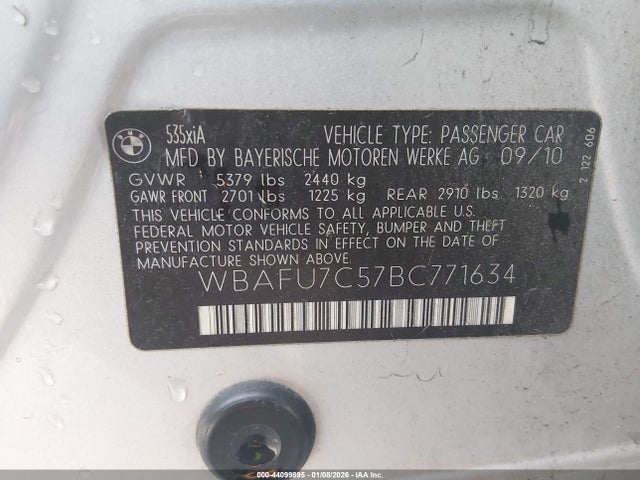 BMW
535xiA VEHICLE TYPE: PASSENGER CAR
MFD BY BAYERISCHE MOTOREN WERKE AG 09/10
GVWR 5379 lbs 2440 kg
GAWR FRONT 2701 lbs 1225 kg REAR 2910 lbs 1320 kg
THIS VEHICLE CONFORMS TO ALL APPLICABLE U.S.
FEDERAL MOTOR VEHICLE SAFETY, BUMPER AND THEFT
PREVENTION STANDARDS IN EFFECT ON THE DATE OF
MANUFACTURE SHOWN ABOVE.
WBAFU7C57BC771634
2 122 606
000-44099895 - 01/08/2026 - IAAI.COM